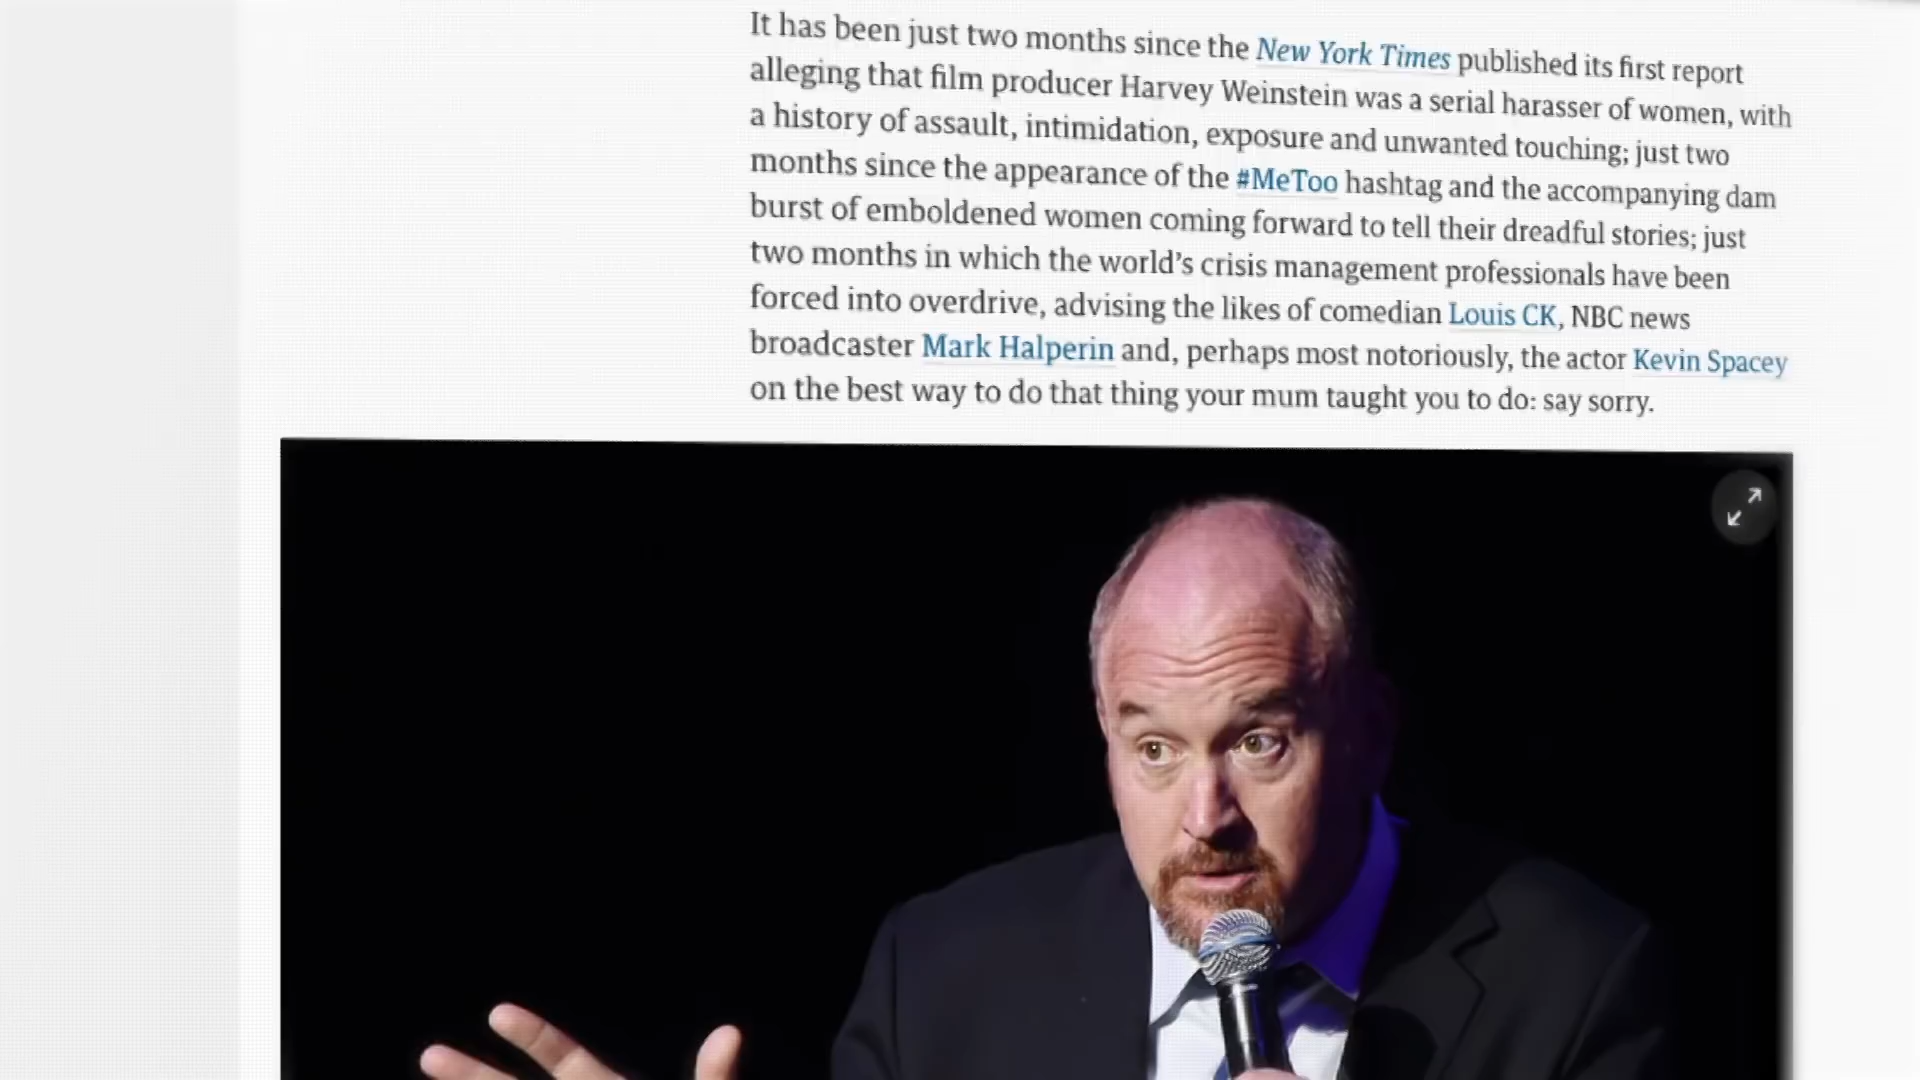 It has been just two months since the New York Times published its first report
alleging that film producer Harvey Weinstein was a serial harasser of women, with
a history of assault, intimidation, exposure and unwanted touching; just two
months since the appearance of the #MeToo hashtag and the accompanying dam
burst of emboldened women coming forward to tell their dreadful stories; just
two months in which the world’s crisis management professionals have been
forced into overdrive, advising the likes of comedian Louis CK, NBC news
broadcaster Mark Halperin and, perhaps most notoriously, the actor Kevin Spacey
on the best way to do that thing your mum taught you to do: say sorry.